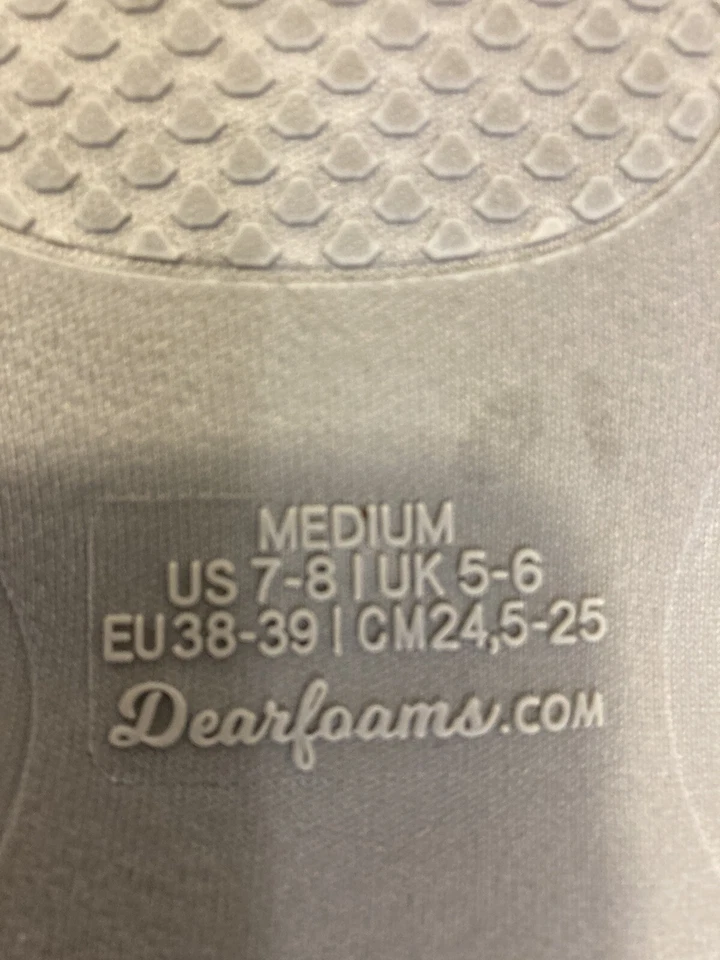 MEDIUM
US 7-8 | UK 5-6
EU 38-39 | CM 24,5-25
Dearfoams.COM